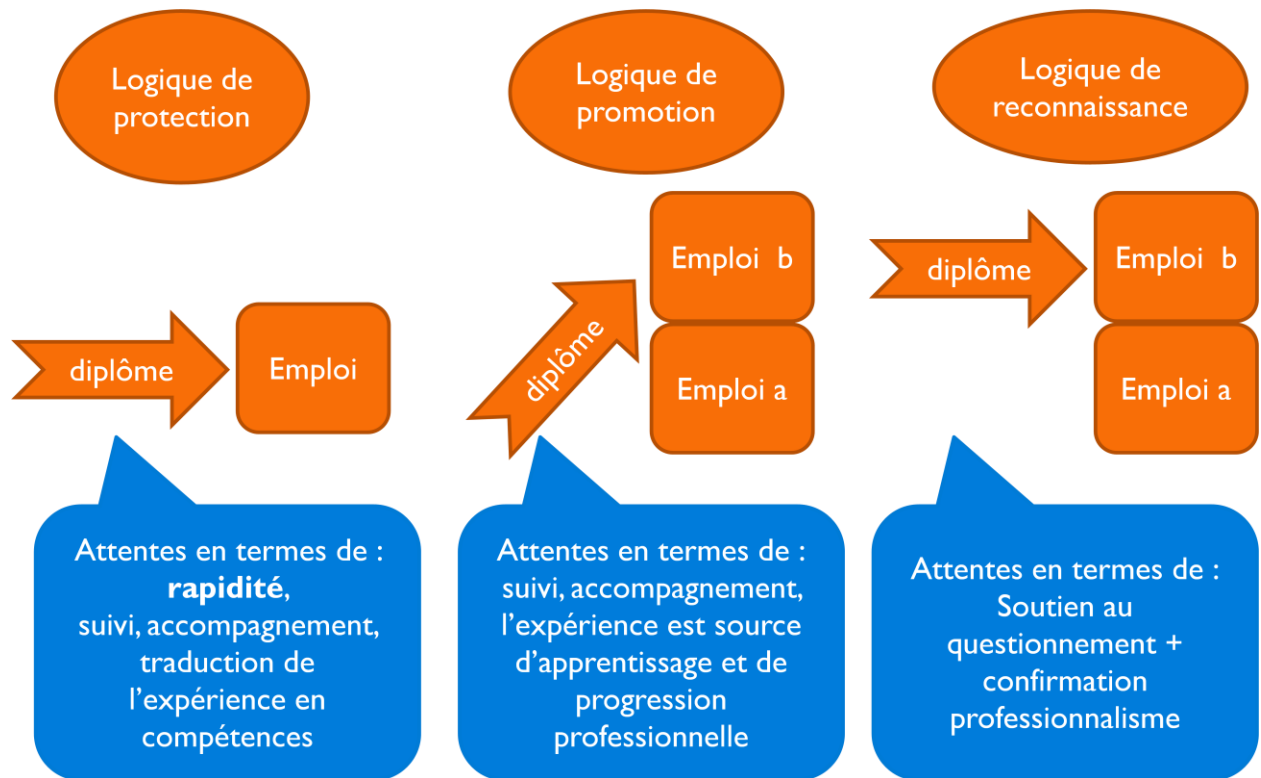 Logique de
protection
diplôme
Emploi
Attentes en termes de :
rapidité,
suivi, accompagnement,
traduction de
l’expérience en
compétences
Logique de
promotion
diplôme
Emploi  b
Emploi a
Attentes en termes de :
suivi, accompagnement,
l’expérience est source
d’apprentissage et de
progression
professionnelle
Logique de
reconnaissance
diplôme
Emploi  b
Emploi a
Attentes en termes de :
Soutien au
questionnement +
confirmation
professionnalisme